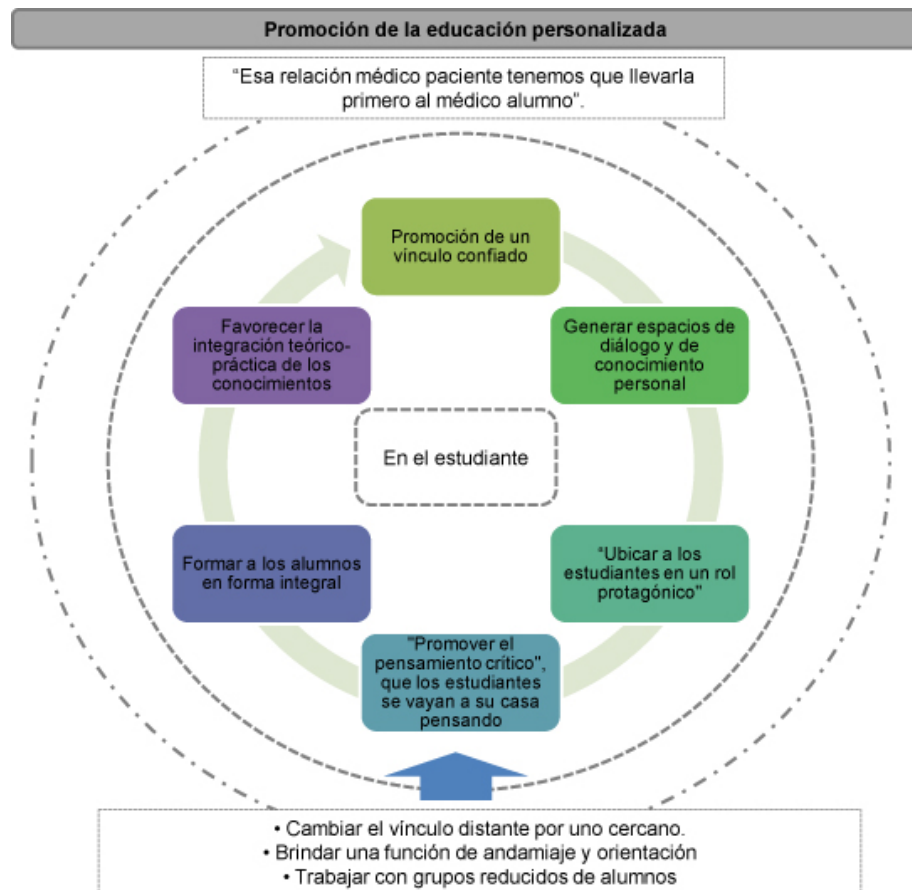 Promoción de la educación personalizada
“Esa relación médico paciente tenemos que llevarla
primero al médico alumno”.
Promoción de un
vínculo confiado
Favorecer la
integración teórico-
práctica de los
conocimientos
Generar espacios de
diálogo y de
conocimiento
personal
En el estudiante
Formar a los alumnos
en forma integral
"Ubicar a los
estudiantes en un rol
protagónico"
"Promover el
pensamiento crítico",
que los estudiantes
se vayan a su casa
pensando
• Cambiar el vínculo distante por uno cercano.
• Brindar una función de andamiaje y orientación
• Trabajar con grupos reducidos de alumnos